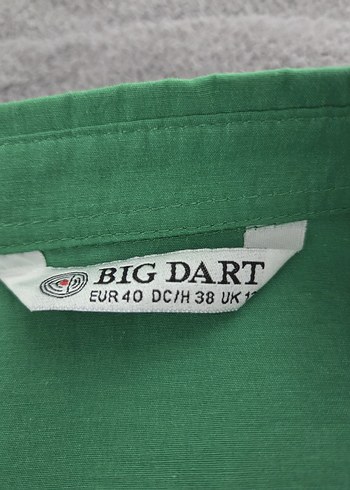 BIG DART
EUR 40 DC/H 38 UK